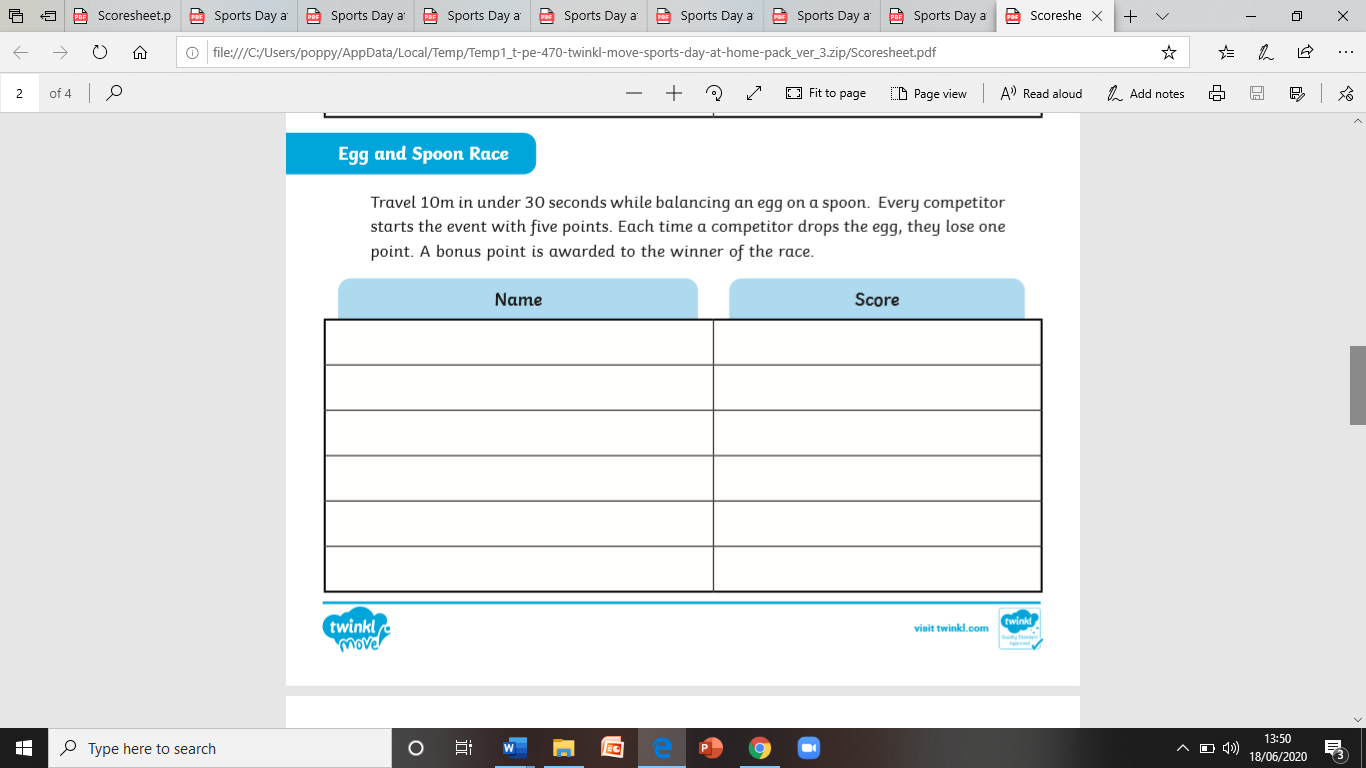 Scoresheet.p
Sports Day a
Sports Day a
Sports Day a
Sports Day a
Sports Day a
Sports Day a
Sports Day a
Scoreshe
file:///C:/Users/poppy/AppData/Local/Temp/Temp1_t-pe-470-twinkl-move-sports-day-at-home-pack_ver_3.zip/Scoresheet.pdf
2 of 4 Fit to page Page view Read aloud Add notes
Egg and Spoon Race
Travel 10m in under 30 seconds while balancing an egg on a spoon. Every competitor
starts the event with five points. Each time a competitor drops the egg, they lose one
point. A bonus point is awarded to the winner of the race.
Name Score
twinkl
move
visit twinkl.com
twinkl
Quality Standard
Approved
Type here to search
13:50
18/06/2020
3